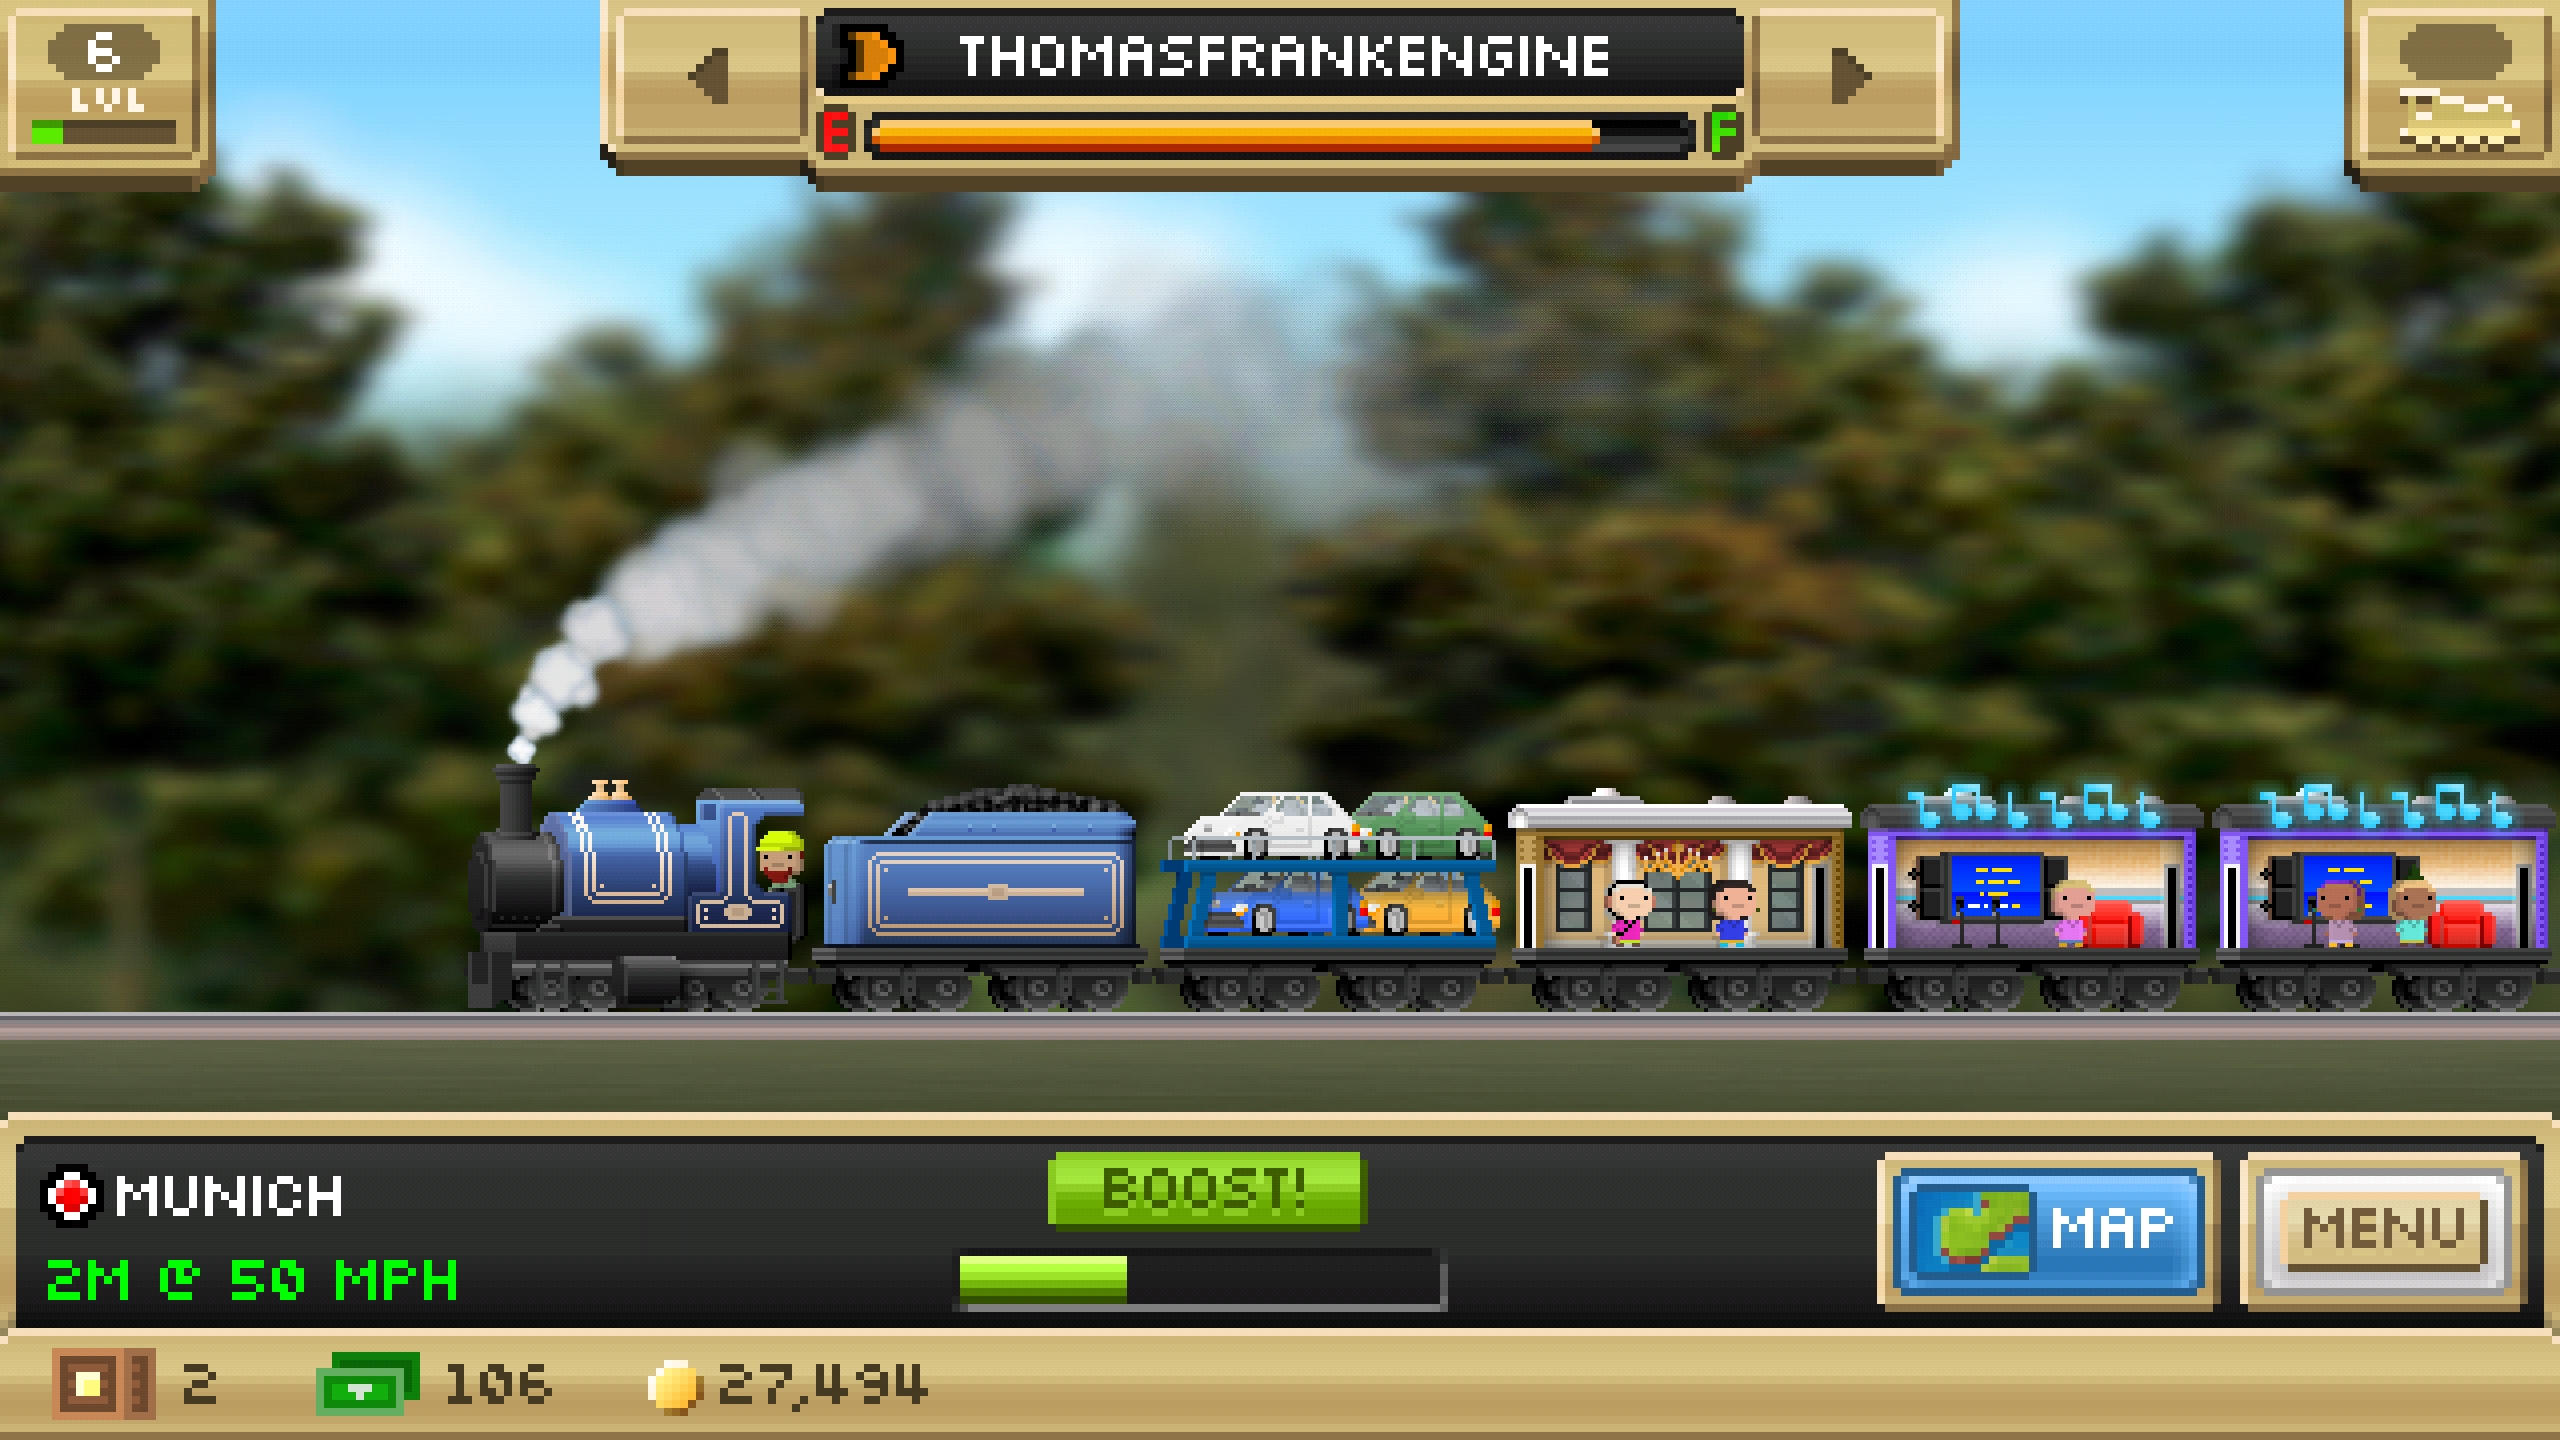 6
LVL
THOMASFRANKENGINE
E F
MUNICH
2M @ 50 MPH
BOOST!
MAP
MENU
2 106 27,494